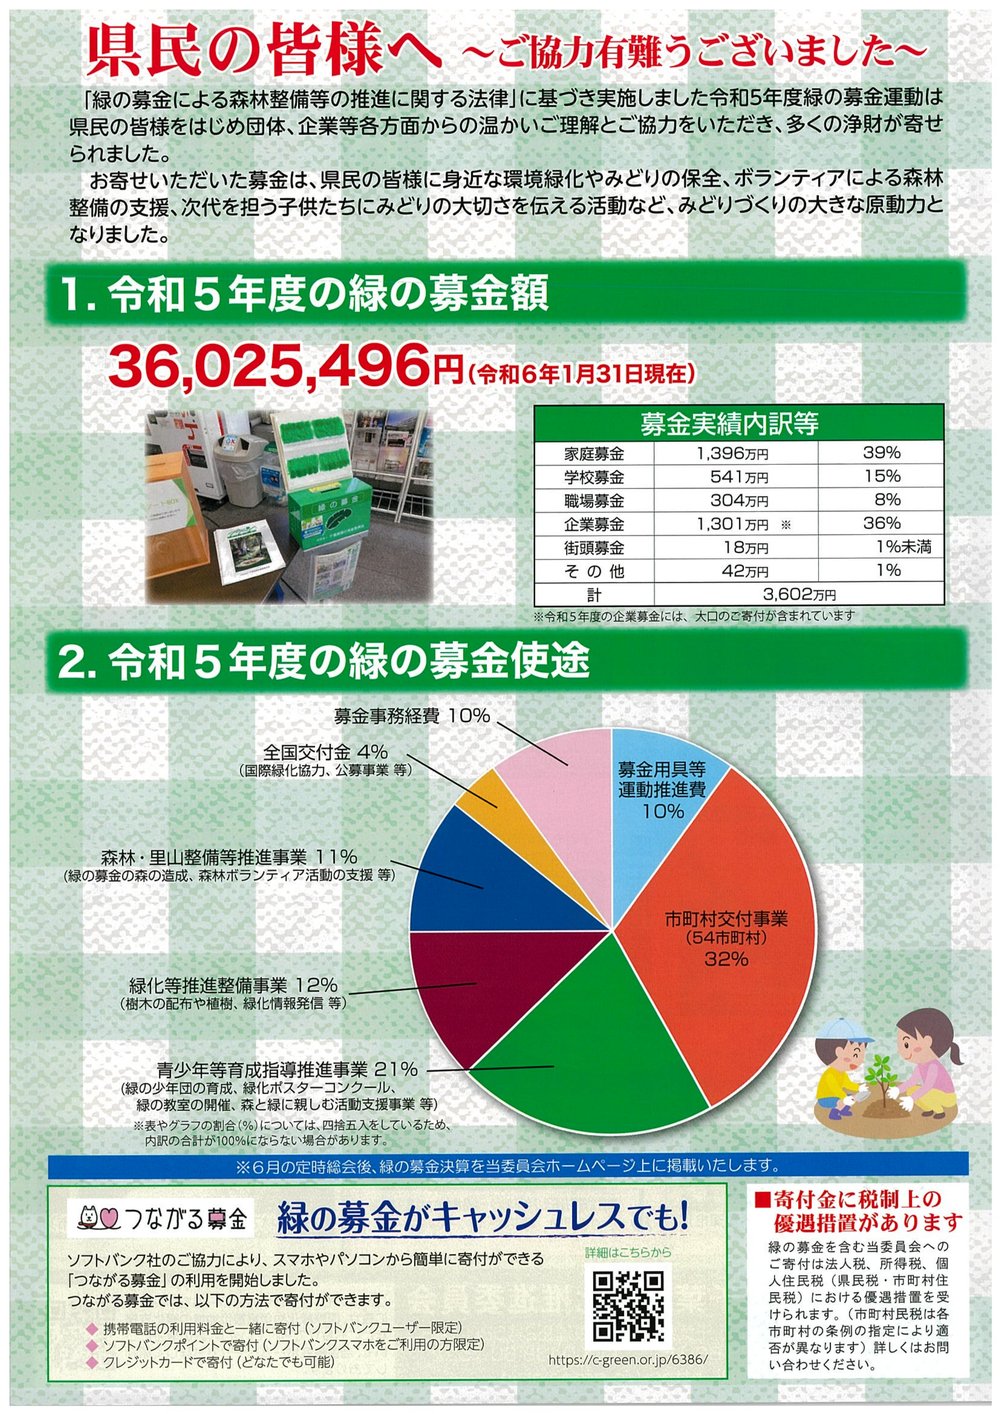 県民の皆様へ ～ご協力有難うございました～
「緑の募金による森林整備等の推進に関する法律」に基づき実施しました令和5年度緑の募金運動は
県民の皆様をはじめ団体、企業等各方面からの温かいご理解とご協力をいただき、多くの浄財が寄せ
られました。
お寄せいただいた募金は、県民の皆様に身近な環境緑化やみどりの保全、ボランティアによる森林
整備の支援、次代を担う子供たちにみどりの大切さを伝える活動など、みどりづくりの大きな原動力と
なりました。
1. 令和５年度の緑の募金額
36,025,496円(令和6年1月31日現在)
緑の募金
募金実績内訳等
家庭募金 1,396万円 39%
学校募金 541万円 15%
職場募金 304万円 8%
企業募金 1,301万円 ※ 36%
街頭募金 18万円 1%未満
その他 42万円 1%
計 3,602万円
※令和5年度の企業募金には、大口のご寄付が含まれています
2. 令和５年度の緑の募金使途
募金事務経費 10%
全国交付金 4%
(国際緑化協力、公募事業 等)
森林・里山整備等推進事業 11%
(緑の募金の森の造成、森林ボランティア活動の支援 等)
緑化等推進整備事業 12%
(樹木の配布や植樹、緑化情報発信 等)
青少年等育成指導推進事業 21%
(緑の少年団の育成、緑化ポスターコンクール、
緑の教室の開催、森と緑に親しむ活動支援事業 等)
募金用具等
運動推進費
10%
市町村交付事業
(54市町村)
32%
※表やグラフの割合(%)については、四捨五入をしているため、
内訳の合計が100%にならない場合があります。
※６月の定時総会後、緑の募金決算を当委員会ホームページ上に掲載いたします。
つながる募金 緑の募金がキャッシュレスでも!
ソフトバンク社のご協力により、スマホやパソコンから簡単に寄付ができる
「つながる募金」の利用を開始しました。
つながる募金では、以下の方法で寄付ができます。
◆ 携帯電話の利用料金と一緒に寄付 (ソフトバンクユーザー限定)
◆ ソフトバンクポイントで寄付 (ソフトバンクスマホをご利用の方限定)
◆ クレジットカードで寄付 (どなたでも可能)
詳細はこちらから
https://c-green.or.jp/6386/
■寄付金に税制上の
優遇措置があります
緑の募金を含む当委員会への
ご寄付は法人税、所得税、個
人住民税（県民税・市町村住
民税）における優遇措置を受
けられます。（市町村民税は各
市町村の条例の指定により適
否が異なります）詳しくはお問
い合わせください。